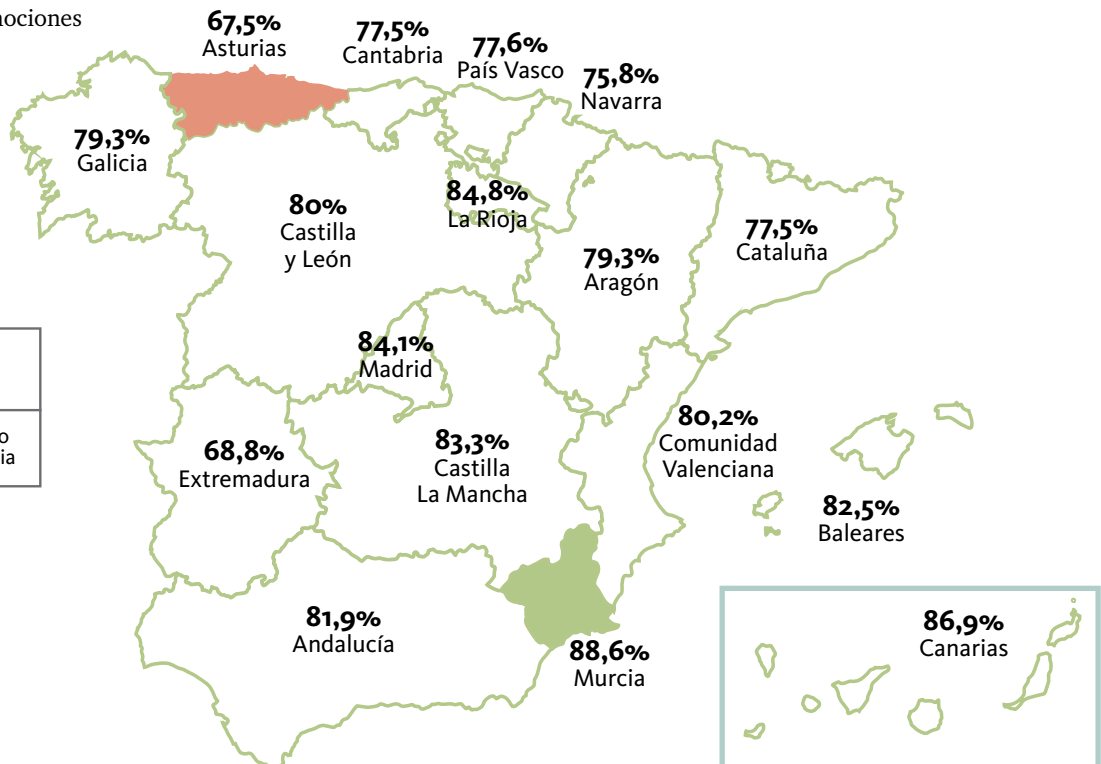 67,5%
Asturias
77,5%
Cantabria
77,6%
País Vasco
75,8%
Navarra
79,3%
Galicia
80%
Castilla
y León
84,8%
La Rioja
79,3%
Aragón
77,5%
Cataluña
84,1%
Madrid
68,8%
Extremadura
83,3%
Castilla
La Mancha
80,2%
Comunidad
Valenciana
82,5%
Baleares
81,9%
Andalucía
88,6%
Murcia
86,9%
Canarias